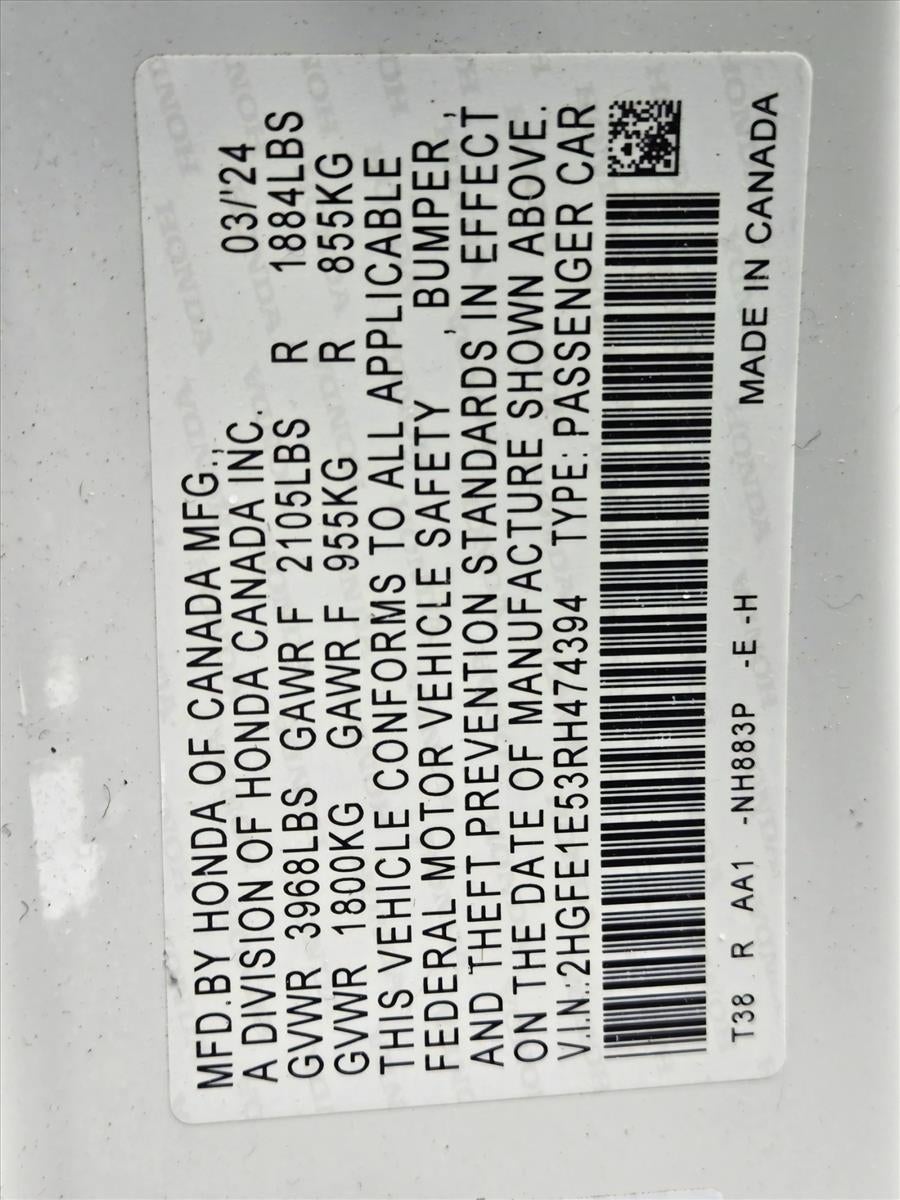 MFD.BY HONDA OF CANADA MFG.,
A DIVISION OF HONDA CANADA INC. 03/'24
GVWR 3968LBS GAWR F 2105LBS R 1884LBS
GVWR 1800KG GAWR F 955KG R 855KG
THIS VEHICLE CONFORMS TO ALL APPLICABLE
FEDERAL MOTOR VEHICLE SAFETY , BUMPER ,
AND THEFT PREVENTION STANDARDS IN EFFECT
ON THE DATE OF MANUFACTURE SHOWN ABOVE.
V.I.N.:2HGFE1E53RH474394 TYPE: PASSENGER CAR
T38 R AA1 -NH883P -E -H MADE IN CANADA